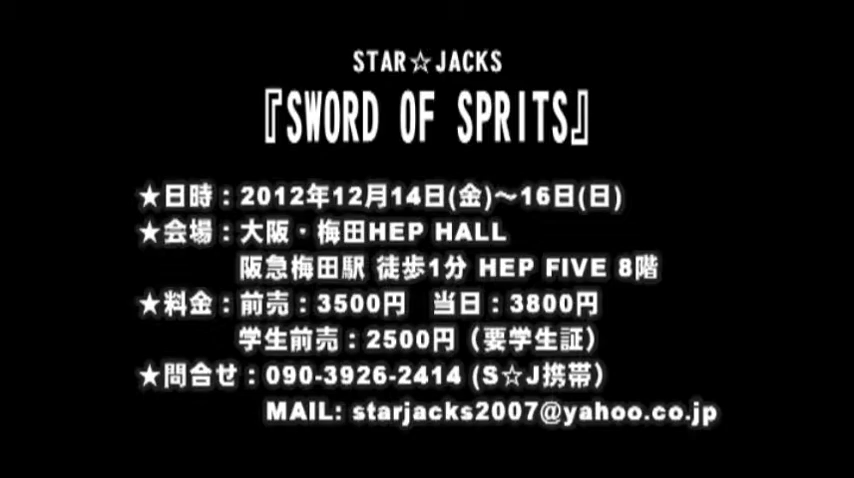 STAR☆JACKS
『SWORD OF SPRITS』
★日時：2012年12月14日(金)～16日(日)
★会場：大阪・梅田HEP HALL
阪急梅田駅 徒歩1分 HEP FIVE 8階
★料金：前売：3500円　当日：3800円
学生前売：2500円（要学生証）
★問合せ：090-3926-2414 (S☆J携帯）
MAIL: starjacks2007@yahoo.co.jp